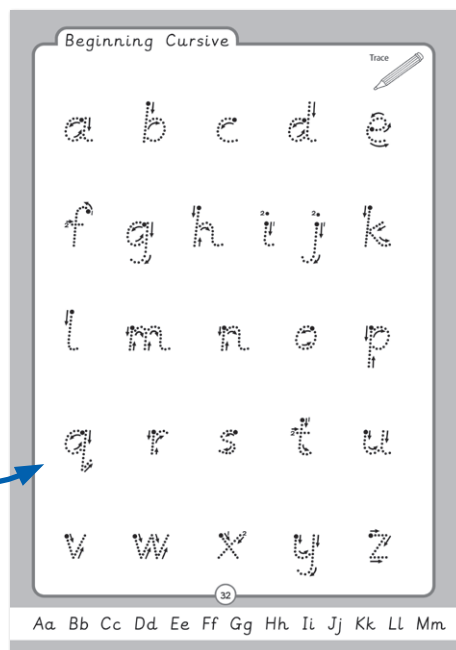 Beginning Cursive
Trace
a b c d e
f g h i j k
l m n o p
q r s t u
v w x y z
32
Aa Bb Cc Dd Ee Ff Gg Hh Ii Jj Kk Ll Mm